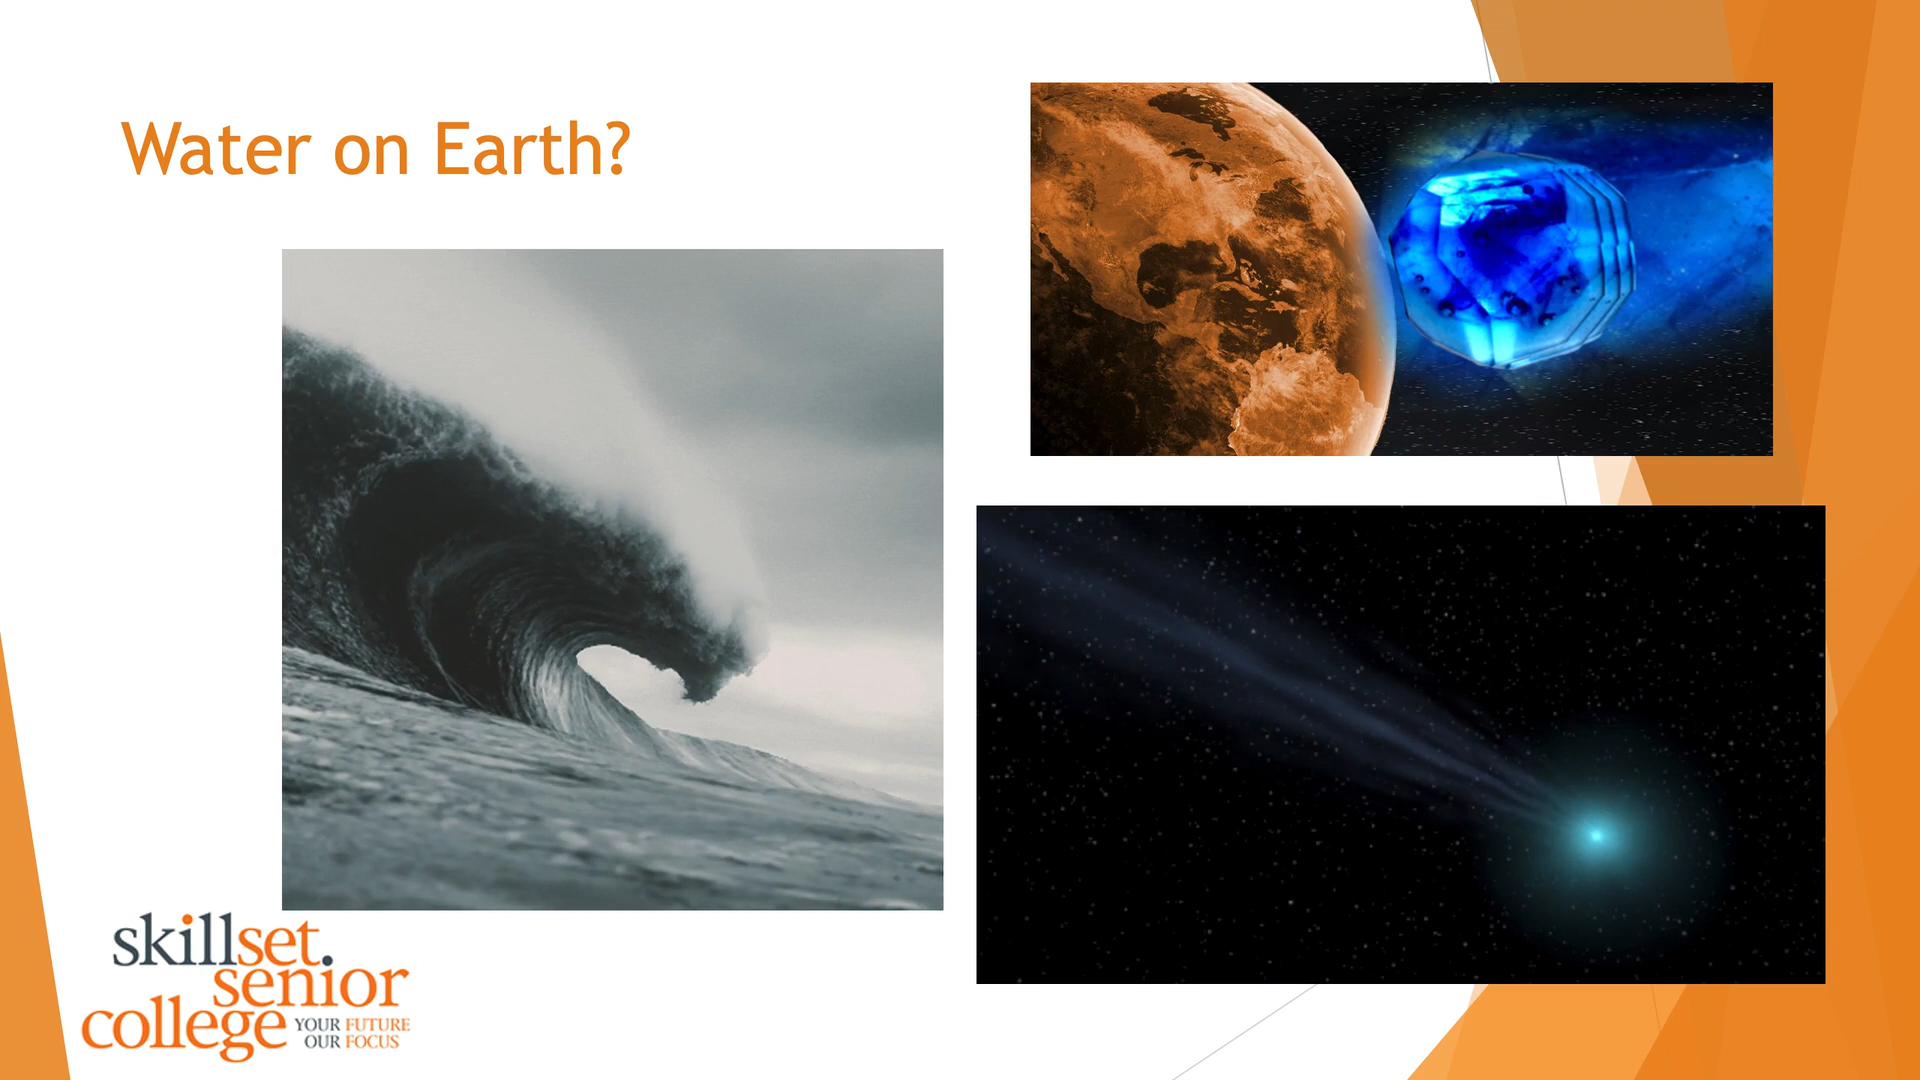 Water on Earth?
skillset.
senior
college YOUR FUTURE
OUR FOCUS